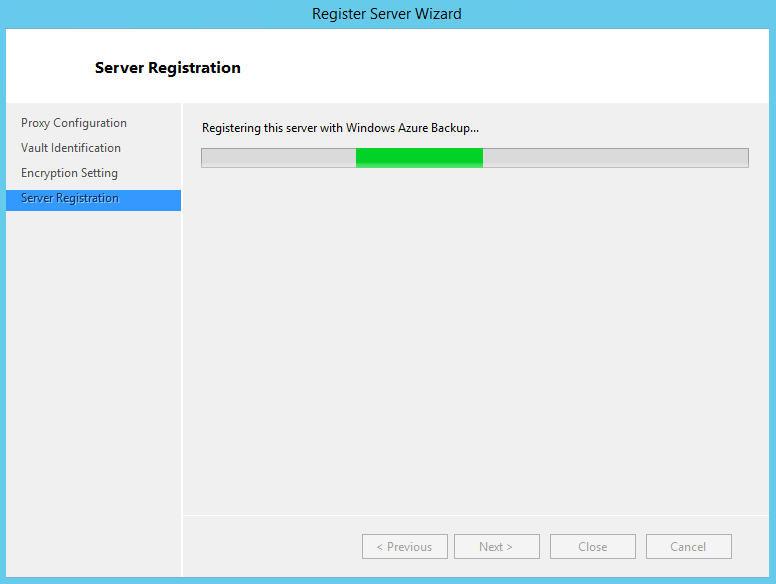 Register Server Wizard
Server Registration
Proxy Configuration
Vault Identification
Encryption Setting
Server Registration
Registering this server with Windows Azure Backup...
< Previous
Next >
Close
Cancel